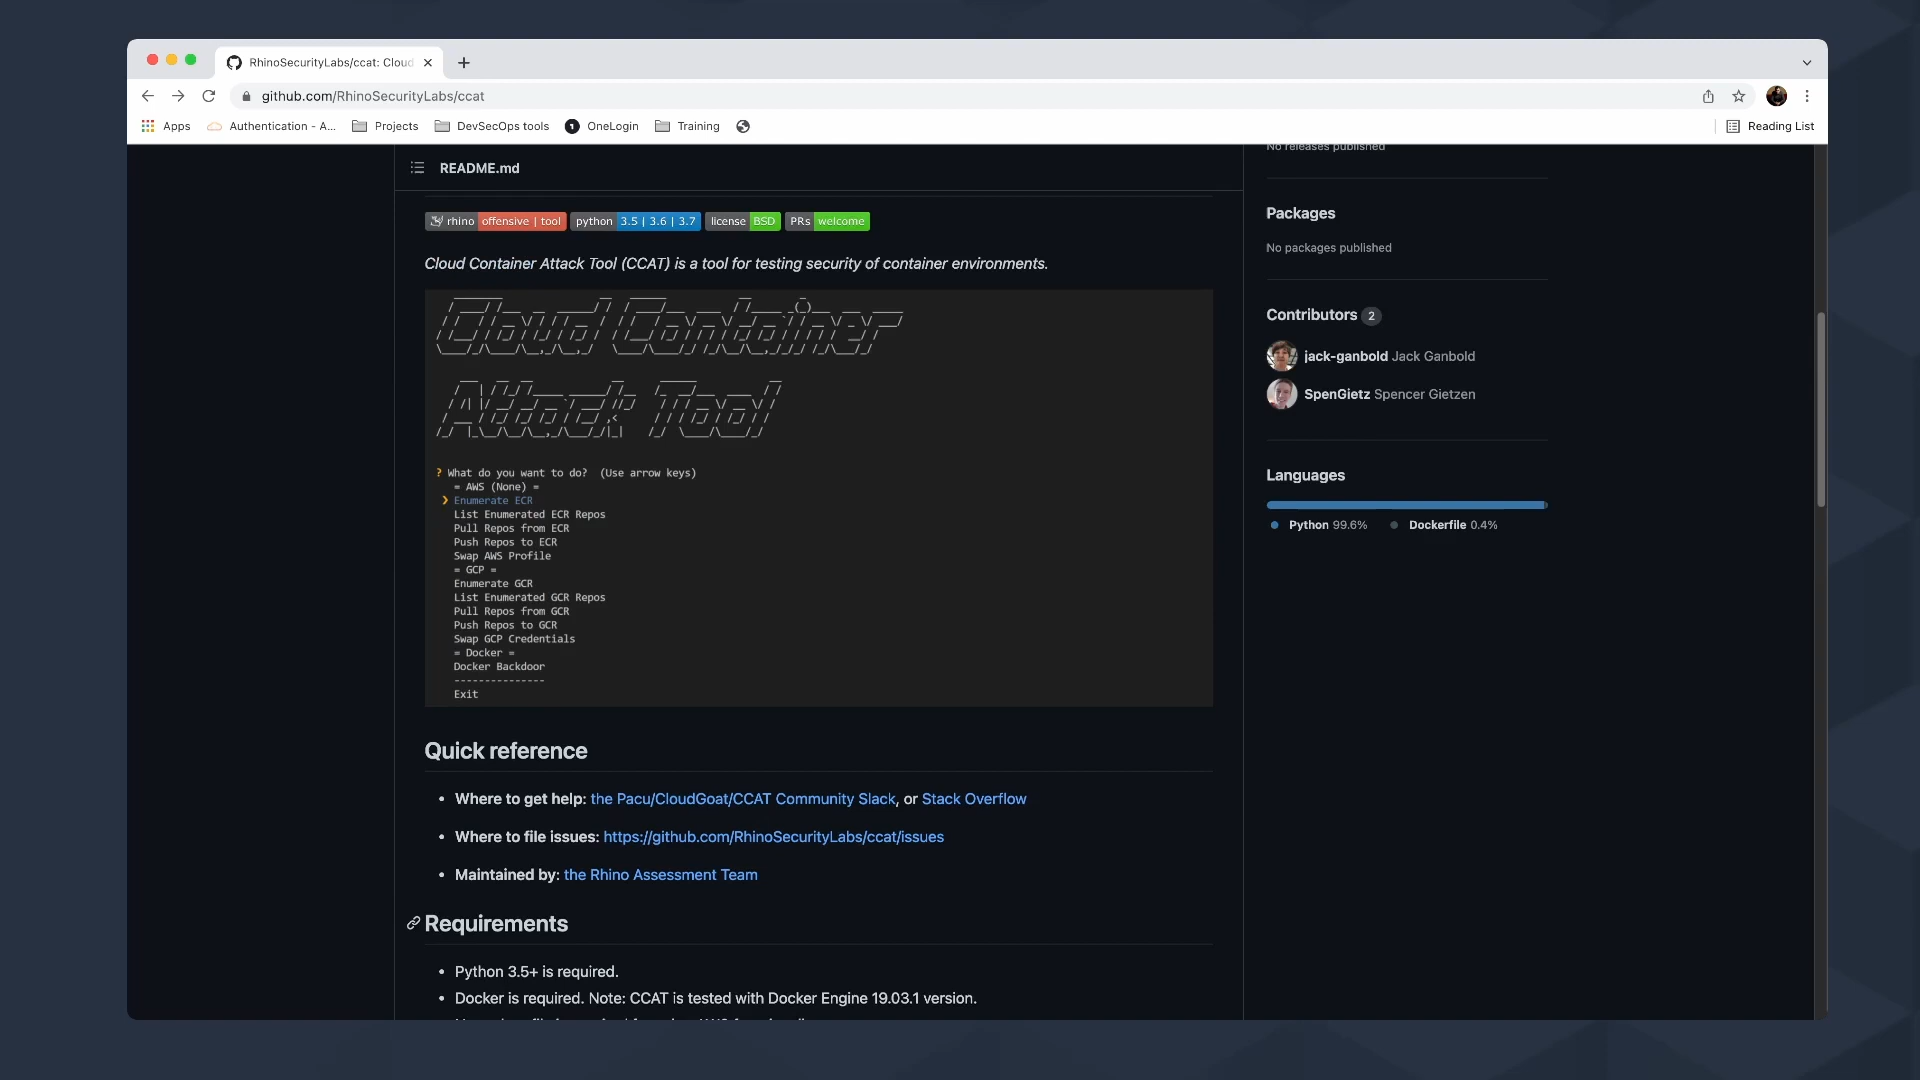 RhinoSecurityLabs/ccat: Cloud
github.com/RhinoSecurityLabs/ccat
Apps
Authentication - A...
Projects
DevSecOps tools
OneLogin
Training
Reading List
README.md
No releases published
rhino offensive | tool python 3.5 | 3.6 | 3.7 license BSD PRs welcome
Cloud Container Attack Tool (CCAT) is a tool for testing security of container environments.
Cloud Container
Attack Tool
? What do you want to do? (Use arrow keys)
= AWS (None) =
❯ Enumerate ECR
List Enumerated ECR Repos
Pull Repos from ECR
Push Repos to ECR
Swap AWS Profile
= GCP =
Enumerate GCR
List Enumerated GCR Repos
Pull Repos from GCR
Push Repos to GCR
Swap GCP Credentials
= Docker =
Docker Backdoor
---------------
Exit
Quick reference
• Where to get help: the Pacu/CloudGoat/CCAT Community Slack, or Stack Overflow
• Where to file issues: https://github.com/RhinoSecurityLabs/ccat/issues
• Maintained by: the Rhino Assessment Team
Requirements
• Python 3.5+ is required.
• Docker is required. Note: CCAT is tested with Docker Engine 19.03.1 version.
Packages
No packages published
Contributors 2
jack-ganbold Jack Ganbold
SpenGietz Spencer Gietzen
Languages
Python 99.6%
Dockerfile 0.4%